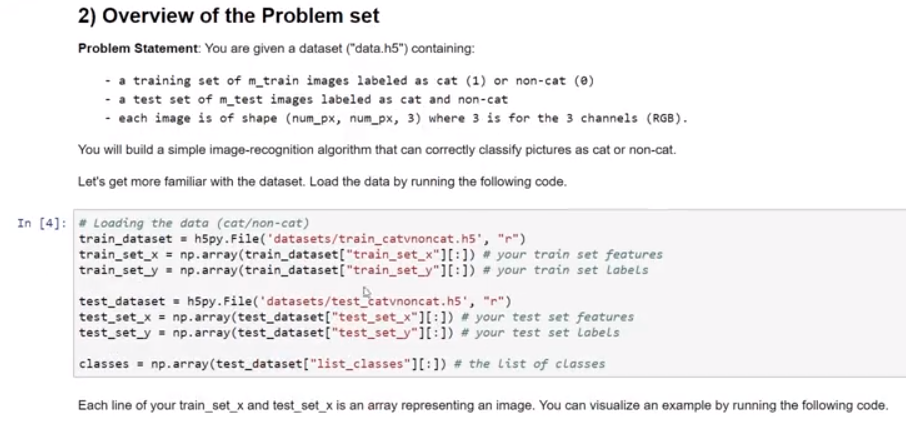 2) Overview of the Problem set
Problem Statement: You are given a dataset ("data.h5") containing:
- a training set of m_train images labeled as cat (1) or non-cat (0)
- a test set of m_test images labeled as cat and non-cat
- each image is of shape (num_px, num_px, 3) where 3 is for the 3 channels (RGB).
You will build a simple image-recognition algorithm that can correctly classify pictures as cat or non-cat.
Let's get more familiar with the dataset. Load the data by running the following code.
In [4]: # Loading the data (cat/non-cat)
train_dataset = h5py.File('datasets/train_catvnoncat.h5', "r")
train_set_x = np.array(train_dataset["train_set_x"][:]) # your train set features
train_set_y = np.array(train_dataset["train_set_y"][:]) # your train set labels
test_dataset = h5py.File('datasets/test_catvnoncat.h5', "r")
test_set_x = np.array(test_dataset["test_set_x"][:]) # your test set features
test_set_y = np.array(test_dataset["test_set_y"][:]) # your test set labels
classes = np.array(test_dataset["list_classes"][:]) # the list of classes
Each line of your train_set_x and test_set_x is an array representing an image. You can visualize an example by running the following code.